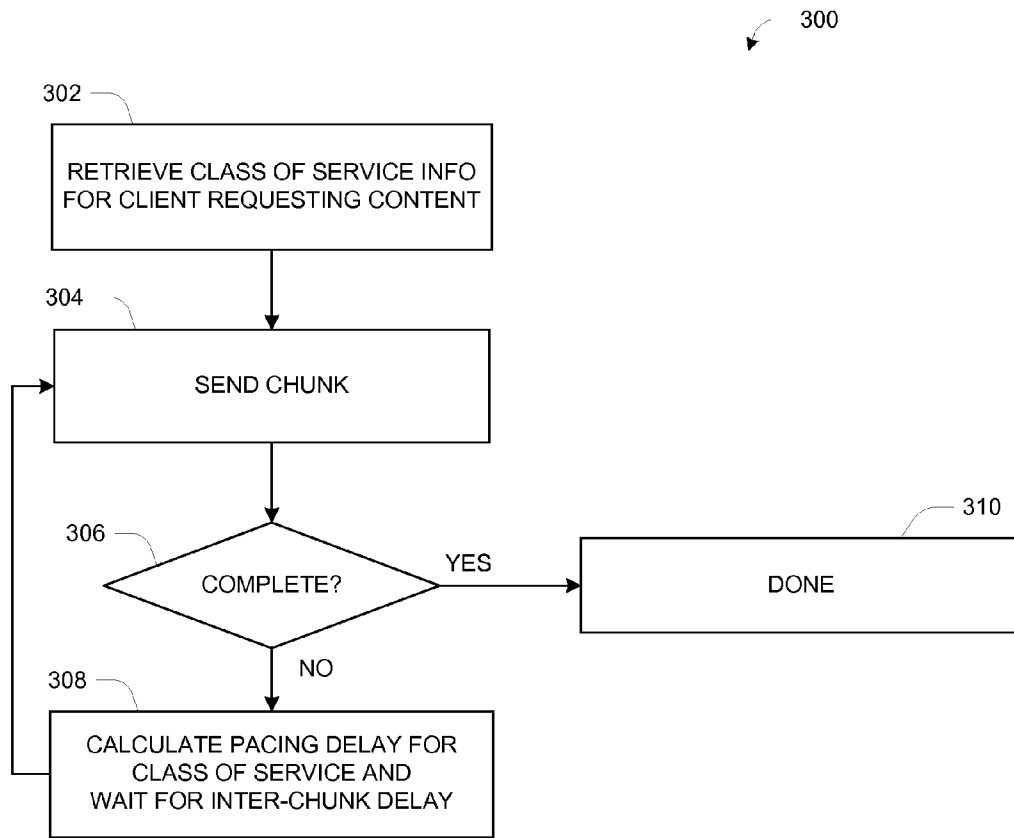 300
302
RETRIEVE CLASS OF SERVICE INFO
FOR CLIENT REQUESTING CONTENT
304
SEND CHUNK
306
COMPLETE?
YES
310
DONE
NO
308
CALCULATE PACING DELAY FOR
CLASS OF SERVICE AND
WAIT FOR INTER-CHUNK DELAY